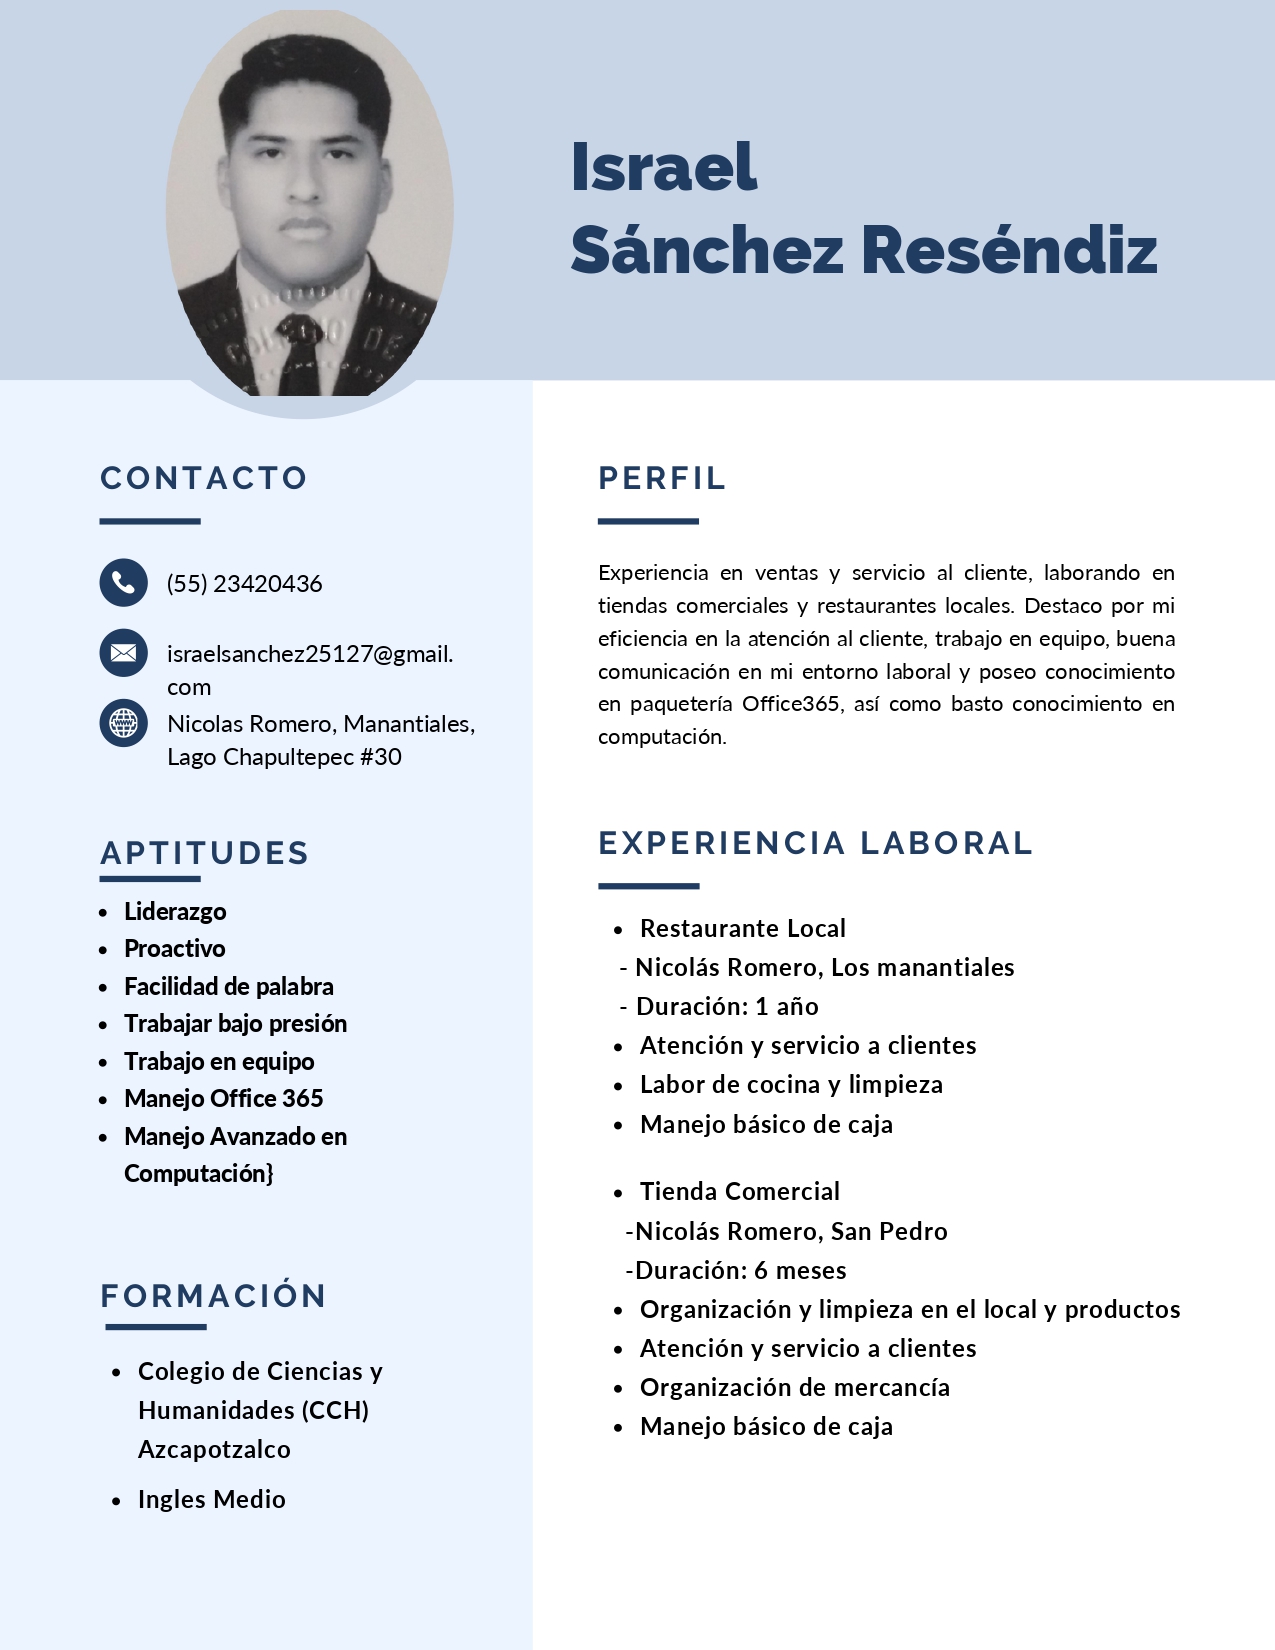 COLEGIO DE
Israel
Sánchez Reséndiz
CONTACTO
(55) 23420436
israelsanchez25127@gmail.
com
www
Nicolas Romero, Manantiales,
Lago Chapultepec #30
APTITUDES
• Liderazgo
• Proactivo
• Facilidad de palabra
• Trabajar bajo presión
• Trabajo en equipo
• Manejo Office 365
• Manejo Avanzado en
Computación}
FORMACIÓN
• Colegio de Ciencias y
Humanidades (CCH)
Azcapotzalco
• Ingles Medio
PERFIL
Experiencia en ventas y servicio al cliente, laborando en
tiendas comerciales y restaurantes locales. Destaco por mi
eficiencia en la atención al cliente, trabajo en equipo, buena
comunicación en mi entorno laboral y poseo conocimiento
en paquetería Office365, así como basto conocimiento en
computación.
EXPERIENCIA LABORAL
• Restaurante Local
- Nicolás Romero, Los manantiales
- Duración: 1 año
• Atención y servicio a clientes
• Labor de cocina y limpieza
• Manejo básico de caja
• Tienda Comercial
-Nicolás Romero, San Pedro
-Duración: 6 meses
• Organización y limpieza en el local y productos
• Atención y servicio a clientes
• Organización de mercancía
• Manejo básico de caja